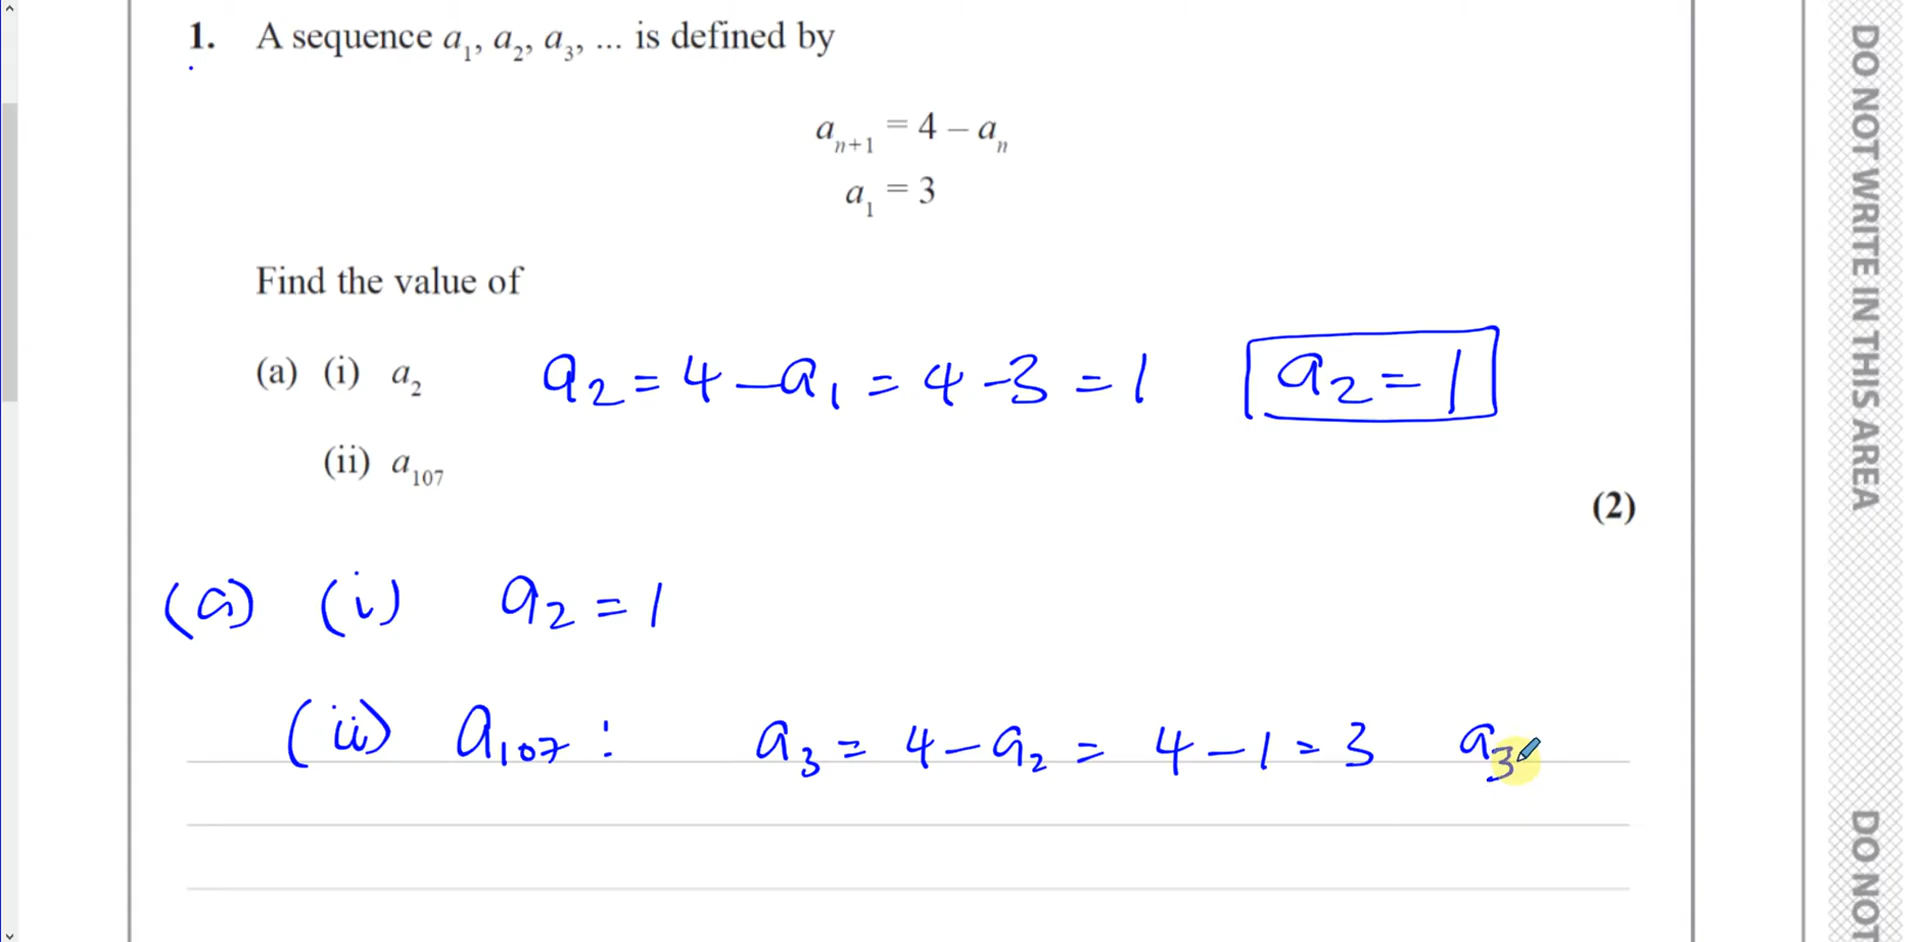 1. A sequence a₁, a₂, a₃, ... is defined by
aₙ₊₁ = 4 – aₙ
a₁ = 3
Find the value of
(a) (i) a₂ a₂ = 4 – a₁ = 4 - 3 = 1 a₂ = 1
(ii) a₁₀₇
(2)
(a) (i) a₂ = 1
(ii) a₁₀₇ : a₃ = 4 – a₂ = 4 – 1 = 3 a₃
DO NOT WRITE IN THIS AREA
DO NOT